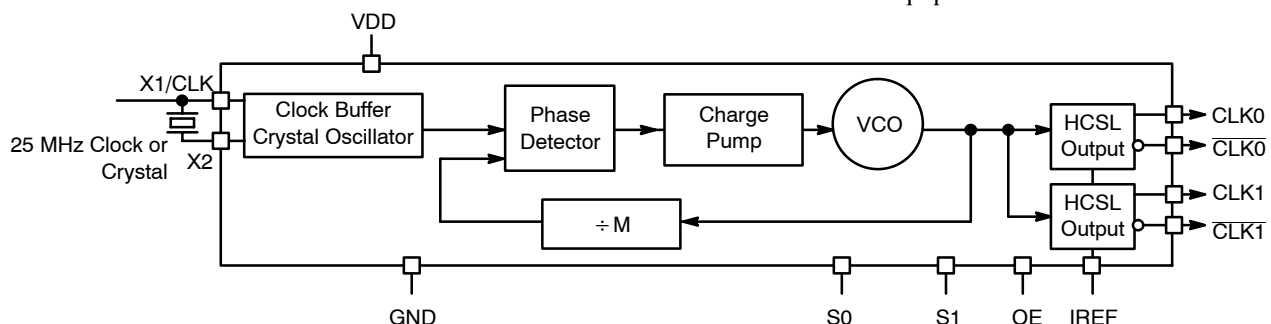 VDD
X1/CLK
25 MHz Clock or
Crystal
X2
Clock Buffer
Crystal Oscillator
Phase
Detector
Charge
Pump
VCO
÷ M
HCSL
Output
HCSL
Output
CLK0
CLK0
CLK1
CLK1
GND
S0
S1
OE
IREF